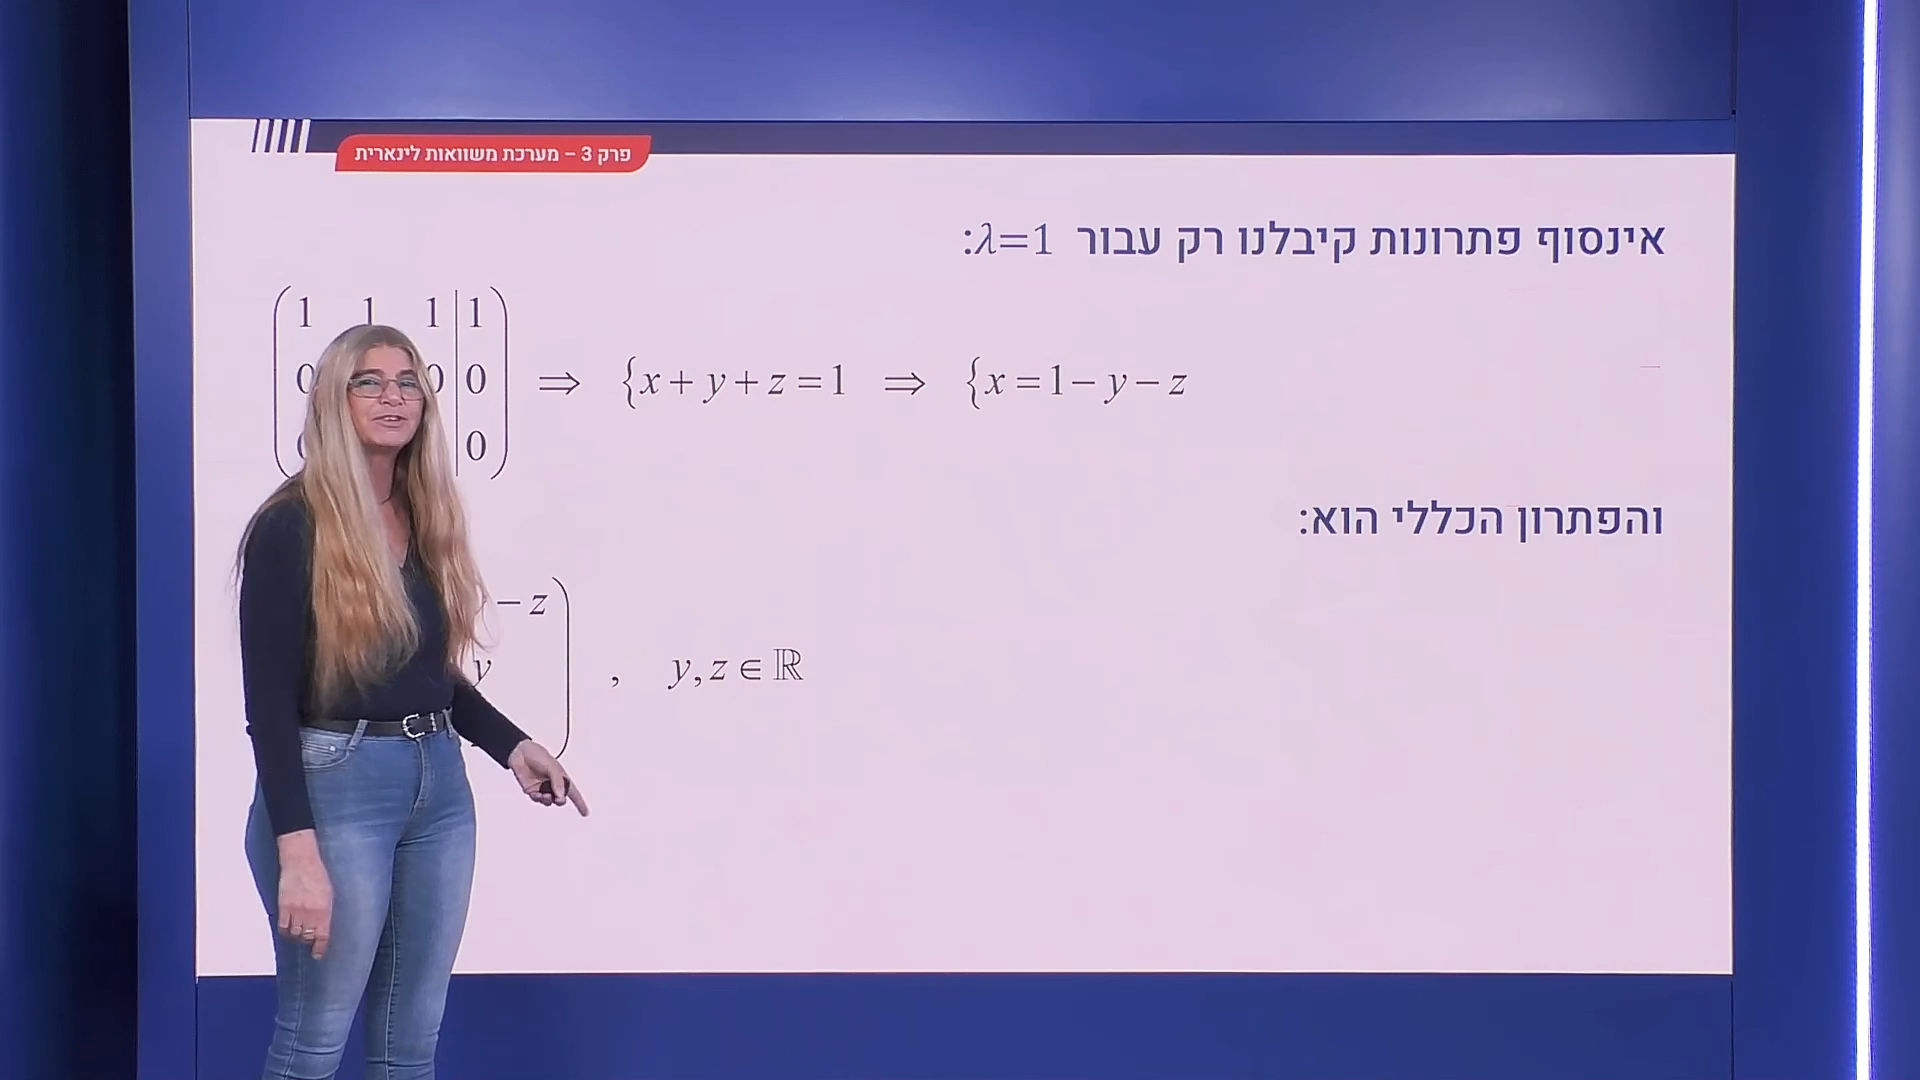 פרק 3 – מערכת משוואות לינארית
אינסוף פתרונות קיבלנו רק עבור λ=1:
1 1 1 | 1
0 0 | 0 ⇒ {x + y + z = 1 ⇒ {x = 1 − y − z
0
והפתרון הכללי הוא:
− z
y , y, z ∈ ℝ